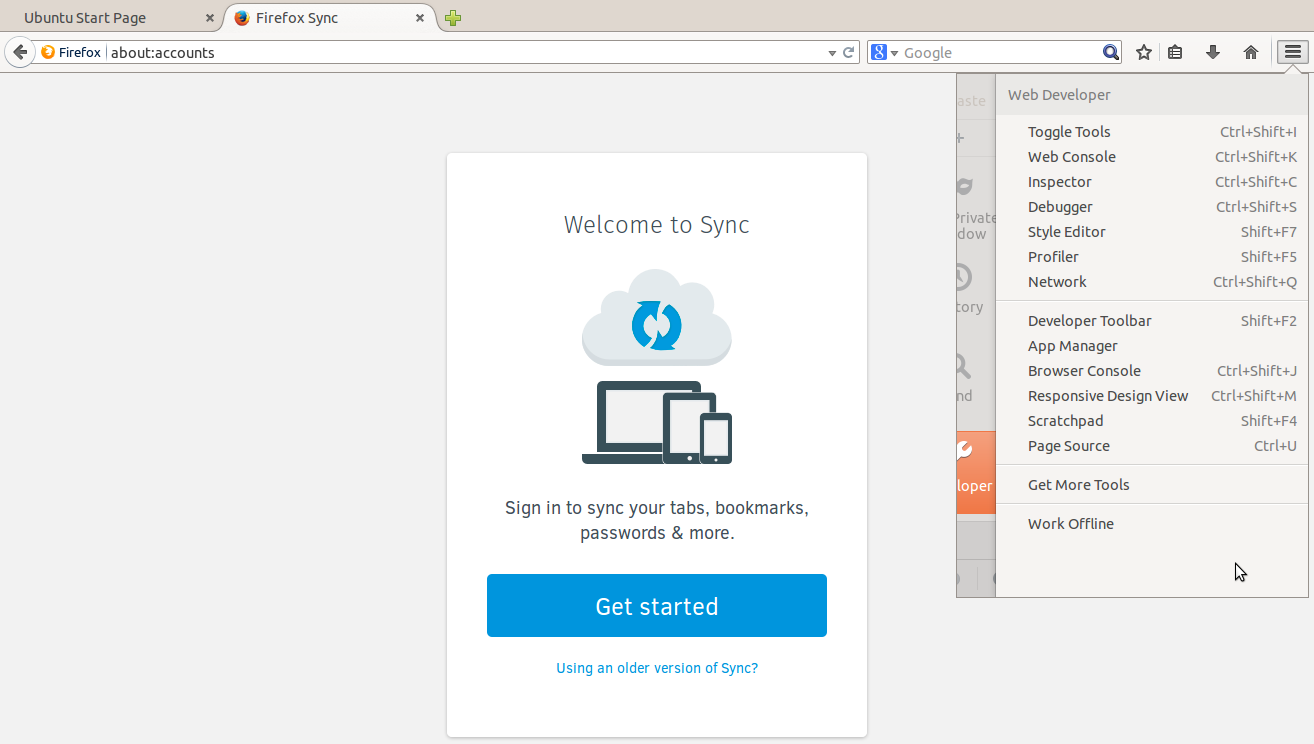 Ubuntu Start Page
Firefox Sync
Firefox about:accounts
Google
Welcome to Sync
Sign in to sync your tabs, bookmarks,
passwords & more.
Get started
Using an older version of Sync?
aste
+
Private
dow
tory
nd
loper
Web Developer
Toggle Tools Ctrl+Shift+I
Web Console Ctrl+Shift+K
Inspector Ctrl+Shift+C
Debugger Ctrl+Shift+S
Style Editor Shift+F7
Profiler Shift+F5
Network Ctrl+Shift+Q
Developer Toolbar Shift+F2
App Manager
Browser Console Ctrl+Shift+J
Responsive Design View Ctrl+Shift+M
Scratchpad Shift+F4
Page Source Ctrl+U
Get More Tools
Work Offline